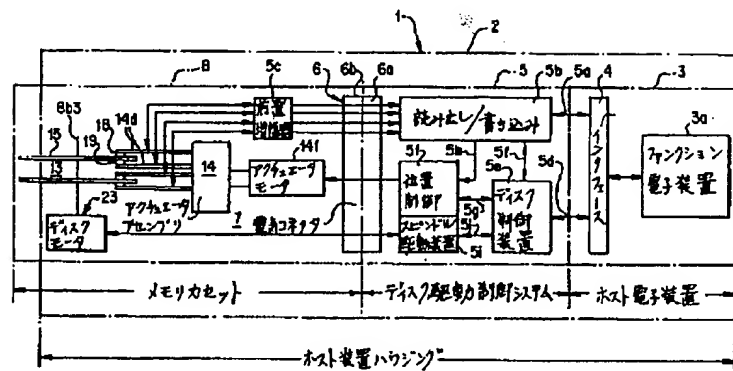 1
2
8
5c
6
6b
6a
5
5b
5a
4
3
8b3
18
14d
前置
増幅器
読み出し/書き込み
3a
15
19
14
141
アクチュエータ
モータ
5h
5f
51
位置
制御
5e
5d
インタフェース
ファンクション
電子装置
13
23
アクチュエータ
アセンブリ
7
電気コネクタ
5g
ディスク
制御装置
ディスク
モータ
スピンドル
駆動装置
5i
メモリカセット
ディスク駆動制御システム
ホスト電子装置
ホスト装置ハウジング